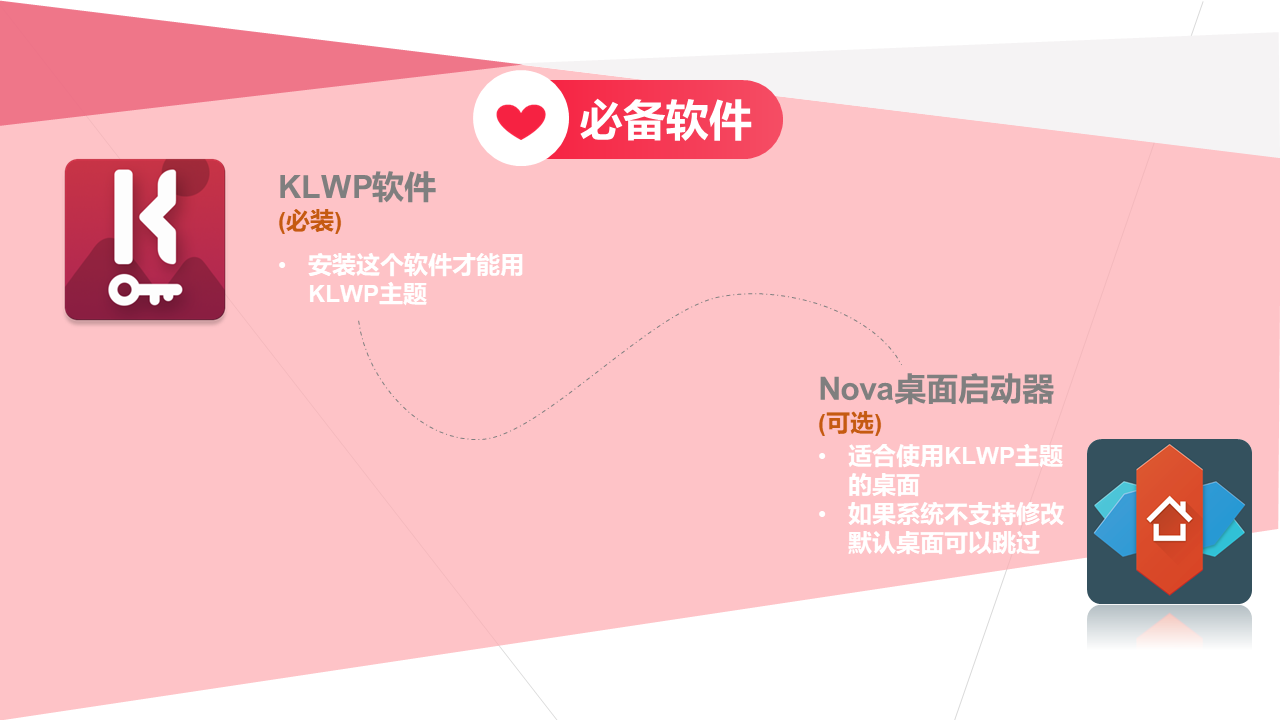 必备软件
KLWP软件
(必装)
• 安装这个软件才能用
KLWP主题
Nova桌面启动器
(可选)
• 适合使用KLWP主题
的桌面
• 如果系统不支持修改
默认桌面可以跳过